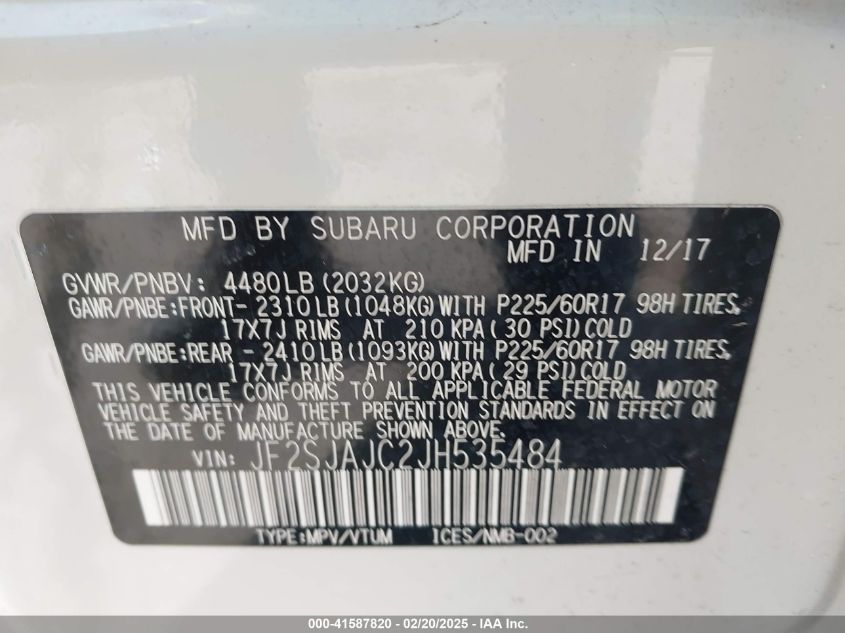 MFD BY SUBARU CORPORATION
MFD IN 12/17
GVWR/PNBV: 4480LB (2032KG)
GAWR/PNBE:FRONT- 2310LB (1048KG) WITH P225/60R17 98H TIRES,
17X7J RIMS AT 210 KPA ( 30 PSI) COLD
GAWR/PNBE:REAR - 2410LB (1093KG) WITH P225/60R17 98H TIRES,
17X7J RIMS AT 200 KPA ( 29 PSI) COLD
THIS VEHICLE CONFORMS TO ALL APPLICABLE FEDERAL MOTOR
VEHICLE SAFETY AND THEFT PREVENTION STANDARDS IN EFFECT ON
THE DATE OF MANUFACTURE SHOWN ABOVE.
VIN: JF2SJAJC2JH535484
TYPE:MPV/VTUM ICES/NMB-002
000-41587820 - 02/20/2025 - IAA Inc.